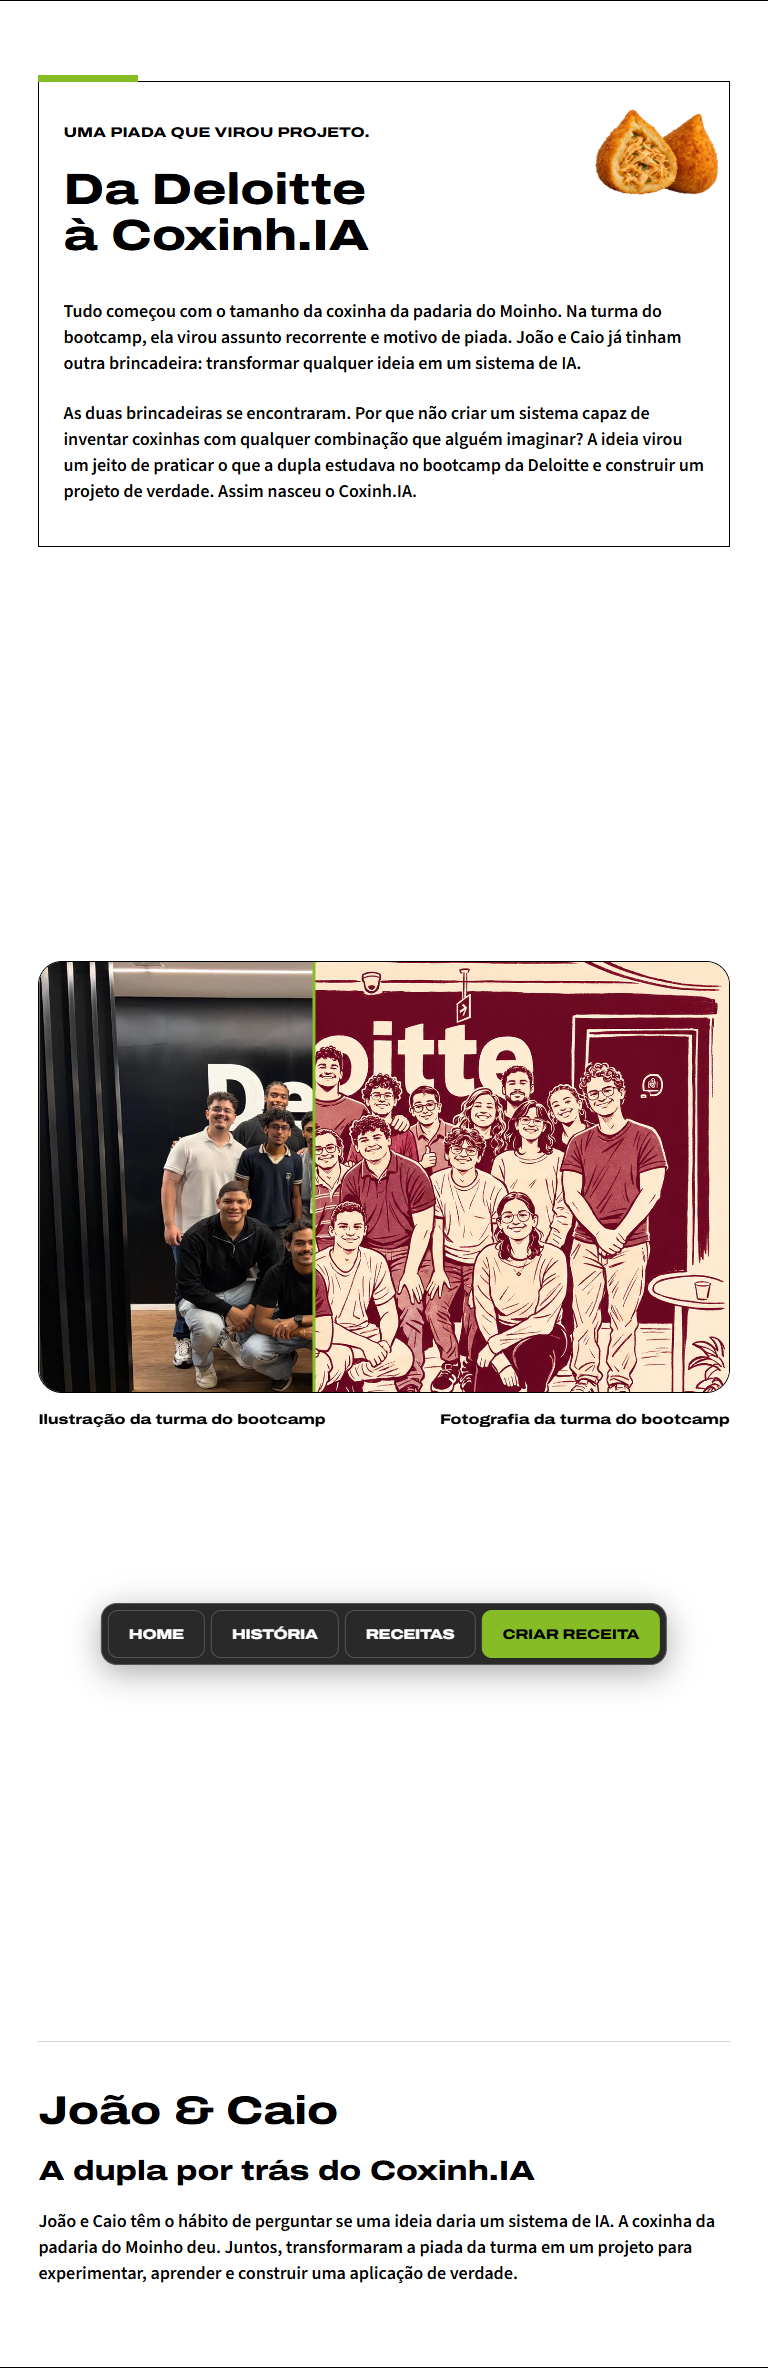 UMA PIADA QUE VIROU PROJETO.
Da Deloitte
à Coxinh.IA
Tudo começou com o tamanho da coxinha da padaria do Moinho. Na turma do
bootcamp, ela virou assunto recorrente e motivo de piada. João e Caio já tinham
outra brincadeira: transformar qualquer ideia em um sistema de IA.
As duas brincadeiras se encontraram. Por que não criar um sistema capaz de
inventar coxinhas com qualquer combinação que alguém imaginar? A ideia virou
um jeito de praticar o que a dupla estudava no bootcamp da Deloitte e construir um
projeto de verdade. Assim nasceu o Coxinh.IA.
De oitte
Ilustração da turma do bootcamp
Fotografia da turma do bootcamp
HOME
HISTÓRIA
RECEITAS
CRIAR RECEITA
João & Caio
A dupla por trás do Coxinh.IA
João e Caio têm o hábito de perguntar se uma ideia daria um sistema de IA. A coxinha da
padaria do Moinho deu. Juntos, transformaram a piada da turma em um projeto para
experimentar, aprender e construir uma aplicação de verdade.